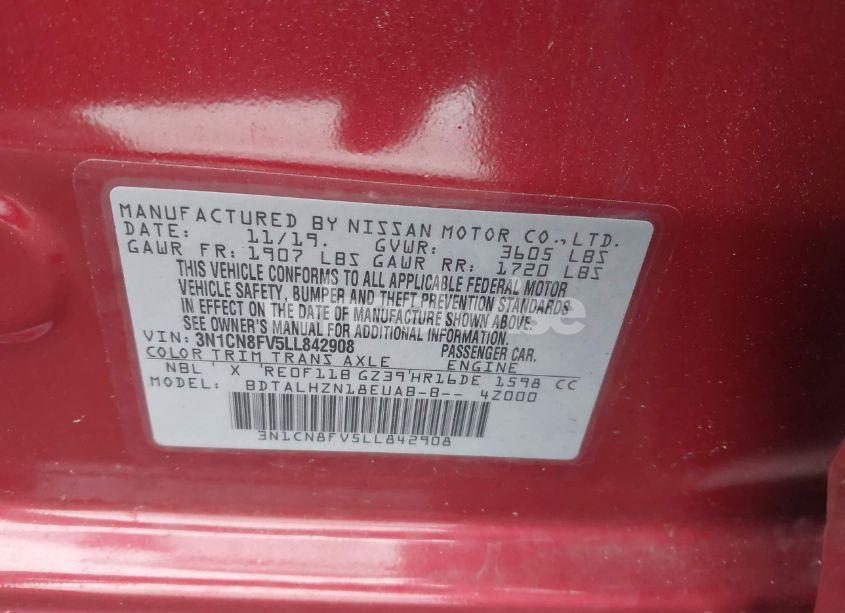 MANUFACTURED BY NISSAN MOTOR CO.,LTD.
DATE: 11/19. GVWR: 3605 LBS
GAWR FR: 1907 LBS GAWR RR: 1720 LBS
THIS VEHICLE CONFORMS TO ALL APPLICABLE FEDERAL MOTOR
VEHICLE SAFETY, BUMPER AND THEFT PREVENTION STANDARDS
IN EFFECT ON THE DATE OF MANUFACTURE SHOWN ABOVE.
SEE OWNER'S MANUAL FOR ADDITIONAL INFORMATION.
VIN: 3N1CN8FV5LL842908 PASSENGER CAR.
COLOR TRIM TRANS AXLE ENGINE
NBL ' X 'RE0F11B GZ39'HR16DE 1598 CC
MODEL: BDTALHZN18EUAB-B-- 4Z000
3N1CN8FV5LL842908